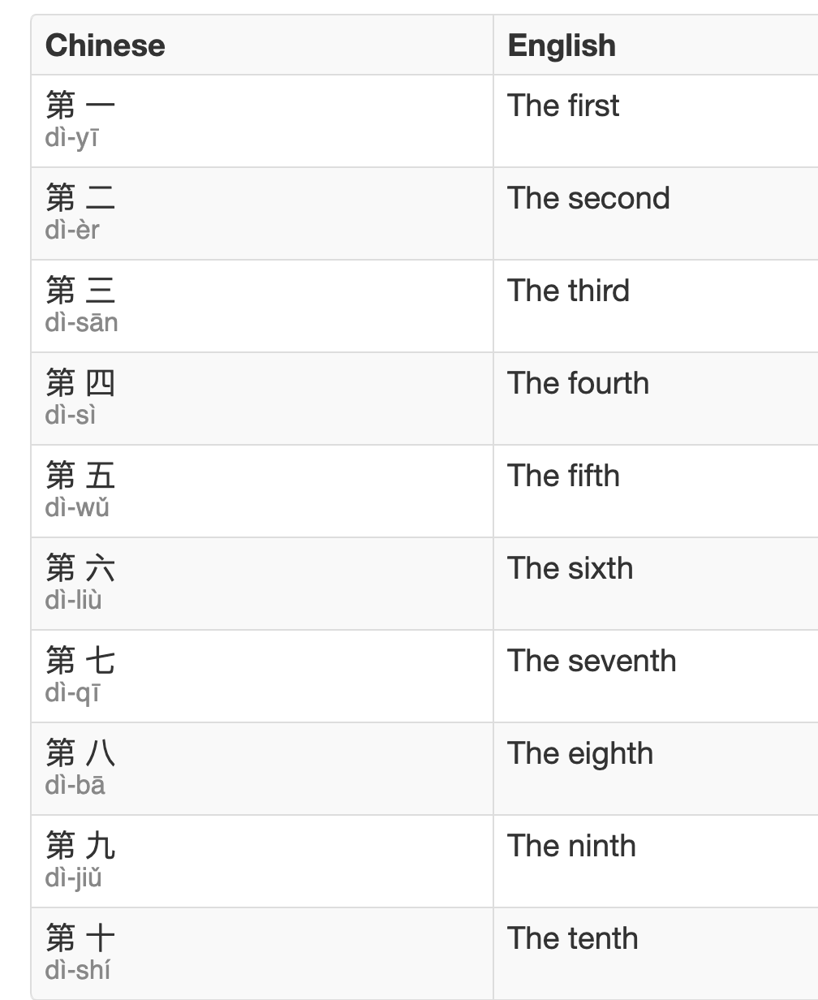 Chinese English
第 一 The first
dì-yī
第 二 The second
dì-èr
第 三 The third
dì-sān
第 四 The fourth
dì-sì
第 五 The fifth
dì-wǔ
第 六 The sixth
dì-liù
第 七 The seventh
dì-qī
第 八 The eighth
dì-bā
第 九 The ninth
dì-jiǔ
第 十 The tenth
dì-shí